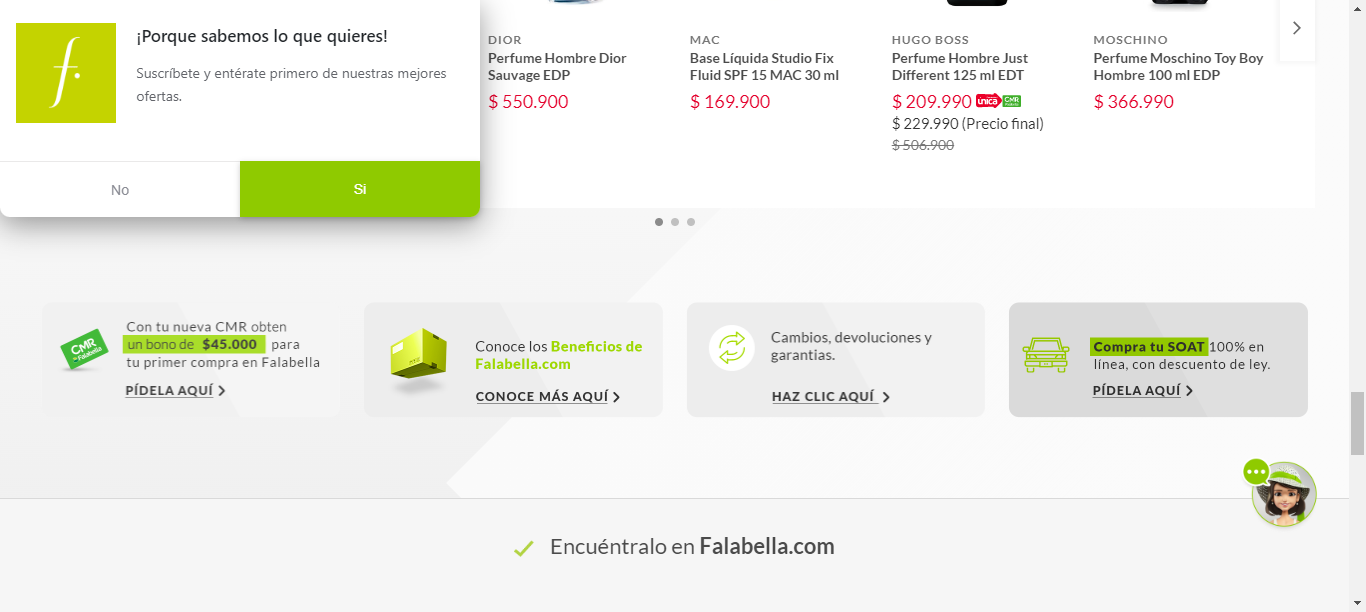 f.
¡Porque sabemos lo que quieres!
Suscríbete y entérate primero de nuestras mejores
ofertas.
No
Si
DIOR
Perfume Hombre Dior
Sauvage EDP
$ 550.900
MAC
Base Líquida Studio Fix
Fluid SPF 15 MAC 30 ml
$ 169.900
HUGO BOSS
Perfume Hombre Just
Different 125 ml EDT
$ 209.990 unica CMR
$ 229.990 (Precio final)
$ 506.900
MOSCHINO
Perfume Moschino Toy Boy
Hombre 100 ml EDP
$ 366.990
CMR
Falabella
Con tu nueva CMR obten
un bono de $45.000 para
tu primer compra en Falabella
PÍDELA AQUÍ
Conoce los Beneficios de
Falabella.com
CONOCE MÁS AQUÍ
Cambios, devoluciones y
garantias.
HAZ CLIC AQUÍ
Compra tu SOAT 100% en
línea, con descuento de ley.
PÍDELA AQUÍ
Encuéntralo en Falabella.com